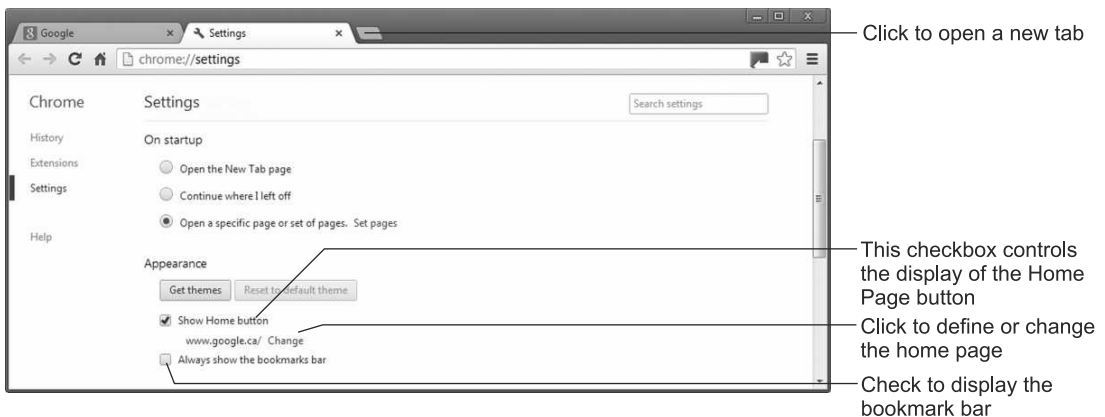 Google
Settings
Click to open a new tab
chrome://settings
Chrome
Settings
Search settings
History
Extensions
Settings
Help
On startup
Open the New Tab page
Continue where I left off
Open a specific page or set of pages. Set pages
Appearance
Get themes
Reset to default theme
Show Home button
www.google.ca/ Change
Always show the bookmarks bar
This checkbox controls
the display of the Home
Page button
Click to define or change
the home page
Check to display the
bookmark bar